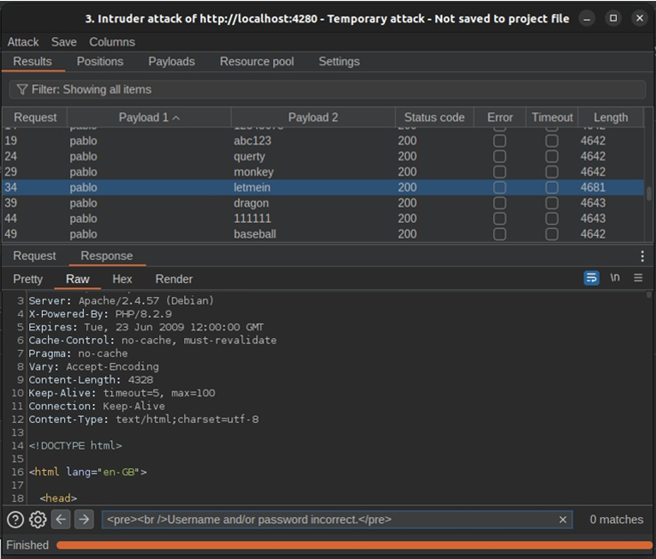 3. Intruder attack of http://localhost:4280 - Temporary attack - Not saved to project file
Attack Save Columns
Results Positions Payloads Resource pool Settings
Filter: Showing all items
Request Payload 1 Payload 2 Status code Error Timeout Length
19 pablo abc123 200 4642
24 pablo querty 200 4642
29 pablo monkey 200 4642
34 pablo letmein 200 4681
39 pablo dragon 200 4643
44 pablo 111111 200 4643
49 pablo baseball 200 4642
Request Response
Pretty Raw Hex Render \n
3 Server: Apache/2.4.57 (Debian)
4 X-Powered-By: PHP/8.2.9
5 Expires: Tue, 23 Jun 2009 12:00:00 GMT
6 Cache-Control: no-cache, must-revalidate
7 Pragma: no-cache
8 Vary: Accept-Encoding
9 Content-Length: 4328
10 Keep-Alive: timeout=5, max=100
11 Connection: Keep-Alive
12 Content-Type: text/html;charset=utf-8
13
14 <!DOCTYPE html>
15
16 <html lang="en-GB">
17
18 <head>
<pre><br />Username and/or password incorrect.</pre> 0 matches
Finished